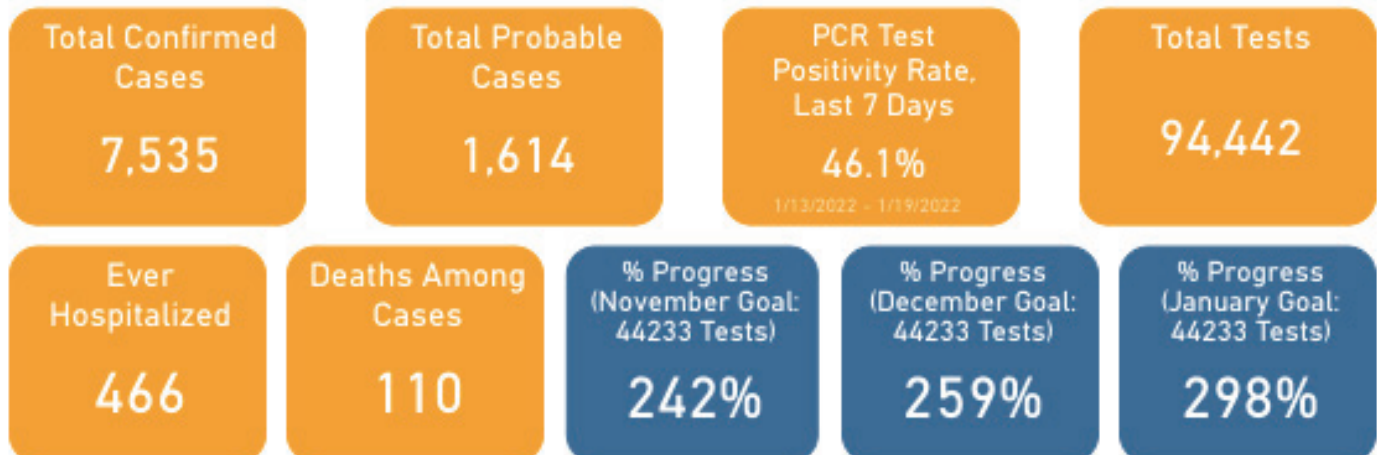 Total Confirmed
Cases
7,535
Total Probable
Cases
1,614
PCR Test
Positivity Rate,
Last 7 Days
46.1%
1/13/2022 - 1/19/2022
Total Tests
94,442
Ever
Hospitalized
466
Deaths Among
Cases
110
% Progress
(November Goal:
44233 Tests)
242%
% Progress
(December Goal:
44233 Tests)
259%
% Progress
(January Goal:
44233 Tests)
298%